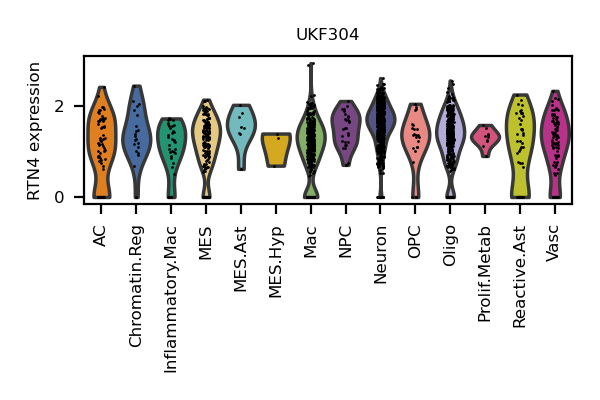 UKF304
RTN4 expression
2
0
AC
Chromatin.Reg
Inflammatory.Mac
MES
MES.Ast
MES.Hyp
Mac
NPC
Neuron
OPC
Oligo
Prolif.Metab
Reactive.Ast
Vasc